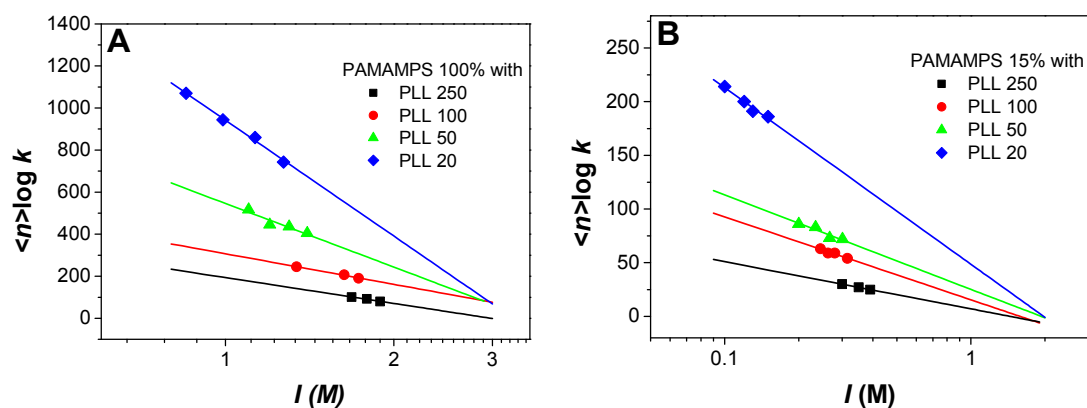 A
<n>log k
1400
1200
1000
800
600
400
200
0
PAMAMPS 100% with
PLL 250
PLL 100
PLL 50
PLL 20
1
2
3
I (M)
B
<n>log k
250
200
150
100
50
0
PAMAMPS 15% with
PLL 250
PLL 100
PLL 50
PLL 20
0.1
1
I (M)